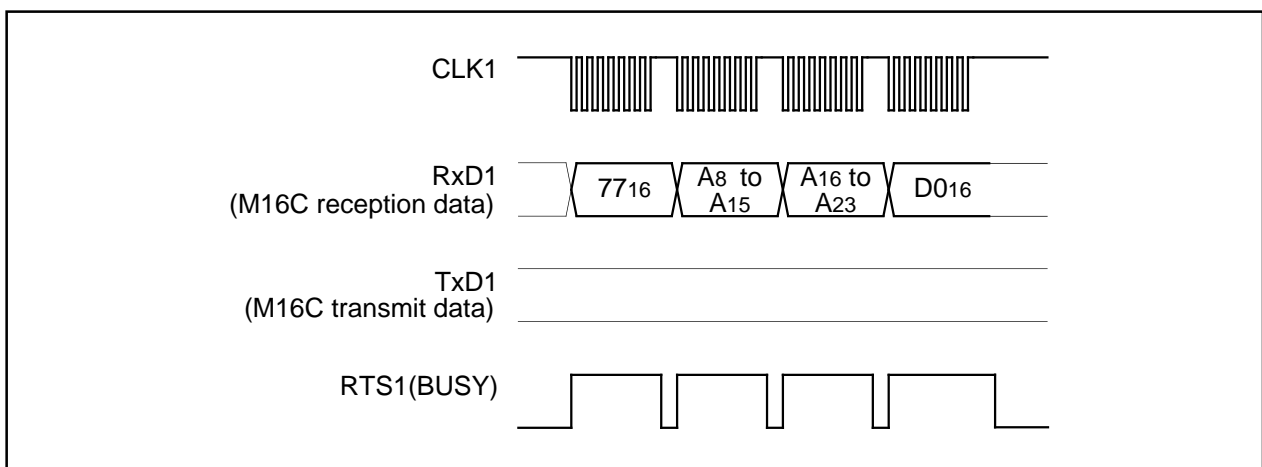 CLK1
RxD1
(M16C reception data)
7716
A8 to
A15
A16 to
A23
D016
TxD1
(M16C transmit data)
RTS1(BUSY)